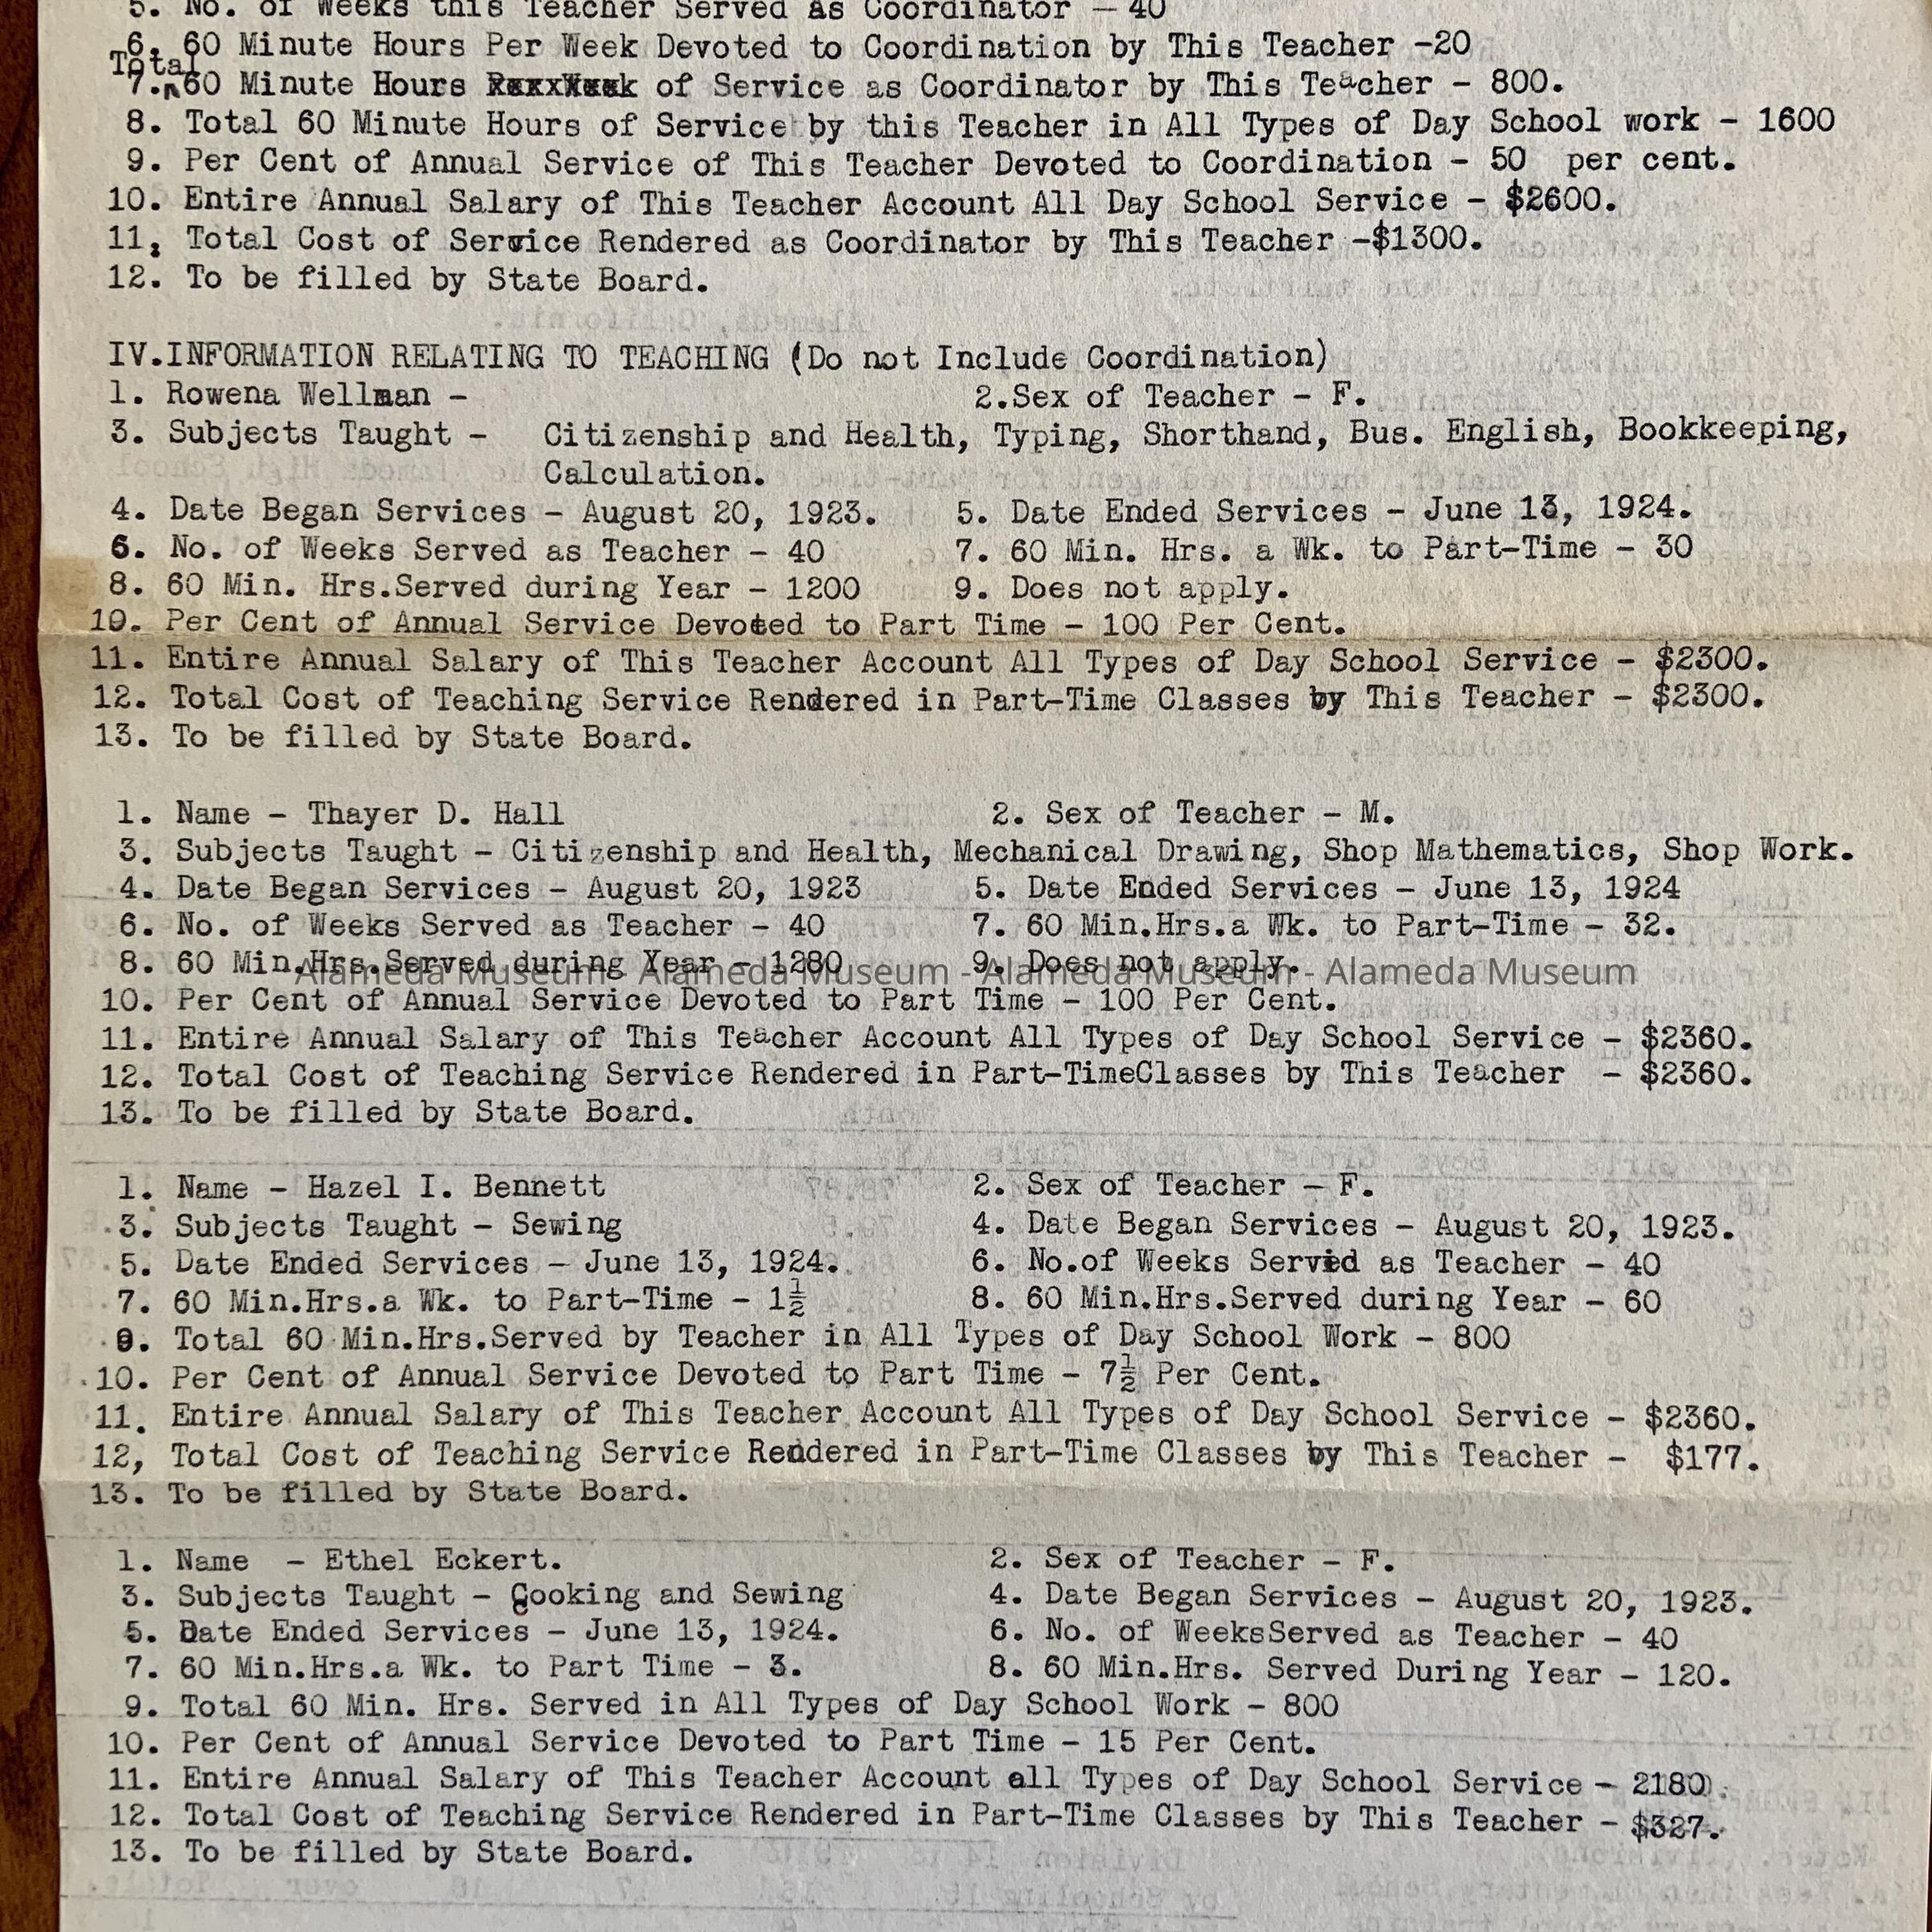 5. No. of Weeks this Teacher Served As Coordinator - 40
6. 60 Minute Hours Per Week Devoted to Coordination by This Teacher -20
Total
7. ^60 Minute Hours of Service as Coordinator by This Teacher - 800.
8. Total 60 Minute Hours of Service by this Teacher in All Types of Day School work - 1600
9. Per Cent of Annual Service of This Teacher Devoted to Coordination - 50 per cent.
10. Entire Annual Salary of This Teacher Account All Day School Service - $2600.
11, Total Cost of Service Rendered as Coordinator by This Teacher -$1300.
12. To be filled by State Board.
IV.INFORMATION RELATING TO TEACHING (Do not Include Coordination)
1. Rowena Wellman - 2.Sex of Teacher - F.
3. Subjects Taught - Citizenship and Health, Typing, Shorthand, Bus. English, Bookkeeping,
Calculation.
4. Date Began Services - August 20, 1923. 5. Date Ended Services - June 13, 1924.
6. No. of Weeks Served as Teacher - 40 7. 60 Min. Hrs. a Wk. to Part-Time - 30
8. 60 Min. Hrs.Served during Year - 1200 9. Does not apply.
10. Per Cent of Annual Service Devoted to Part Time - 100 Per Cent.
11. Entire Annual Salary of This Teacher Account All Types of Day School Service - $2300.
12. Total Cost of Teaching Service Rendered in Part-Time Classes by This Teacher - $2300.
13. To be filled by State Board.
1. Name - Thayer D. Hall 2. Sex of Teacher - M.
3. Subjects Taught - Citizenship and Health, Mechanical Drawing, Shop Mathematics, Shop Work.
4. Date Began Services - August 20, 1923 5. Date Ended Services - June 13, 1924
6. No. of Weeks Served as Teacher - 40 7. 60 Min.Hrs.a Wk. to Part-Time - 32.
8. 60 Min.Hrs.Served during Year - 1280 9. Does not apply.
Alameda Museum - Alameda Museum - Alameda Museum - Alameda Museum
10. Per Cent of Annual Service Devoted to Part Time - 100 Per Cent.
11. Entire Annual Salary of This Teacher Account All Types of Day School Service - $2360.
12. Total Cost of Teaching Service Rendered in Part-TimeClasses by This Teacher - $2360.
13. To be filled by State Board.
1. Name - Hazel I. Bennett 2. Sex of Teacher - F.
3. Subjects Taught - Sewing 4. Date Began Services - August 20, 1923.
5. Date Ended Services - June 13, 1924. 6. No.of Weeks Served as Teacher - 40
7. 60 Min.Hrs.a Wk. to Part-Time - 1½ 8. 60 Min.Hrs.Served during Year - 60
9. Total 60 Min.Hrs.Served by Teacher in All Types of Day School Work - 800
10. Per Cent of Annual Service Devoted to Part Time - 7½ Per Cent.
11. Entire Annual Salary of This Teacher Account All Types of Day School Service - $2360.
12, Total Cost of Teaching Service Rendered in Part-Time Classes by This Teacher - $177.
13. To be filled by State Board.
1. Name - Ethel Eckert. 2. Sex of Teacher - F.
3. Subjects Taught - Cooking and Sewing 4. Date Began Services - August 20, 1923.
5. Date Ended Services - June 13, 1924. 6. No. of WeeksServed as Teacher - 40
7. 60 Min.Hrs.a Wk. to Part Time - 3. 8. 60 Min.Hrs. Served During Year - 120.
9. Total 60 Min. Hrs. Served in All Types of Day School Work - 800
10. Per Cent of Annual Service Devoted to Part Time - 15 Per Cent.
11. Entire Annual Salary of This Teacher Account all Types of Day School Service - 2180.
12. Total Cost of Teaching Service Rendered in Part-Time Classes by This Teacher - $327.
13. To be filled by State Board.